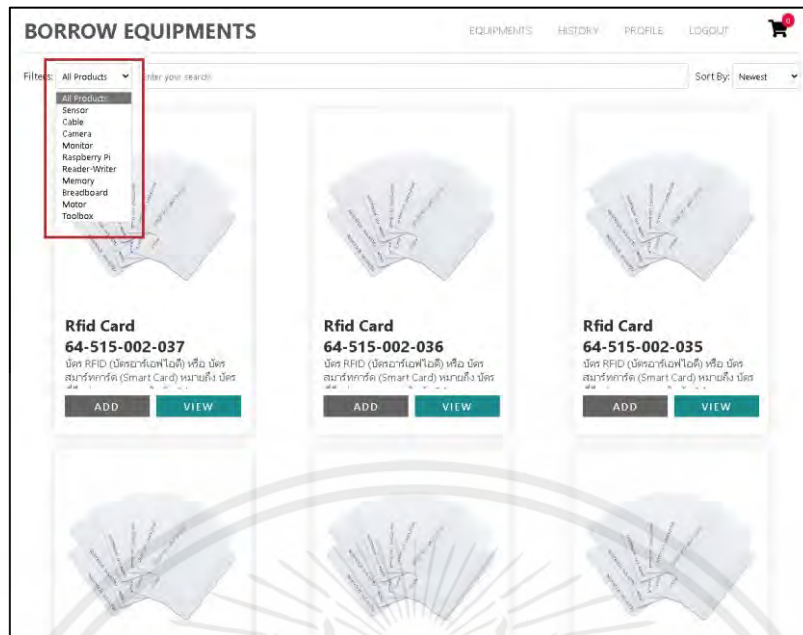 BORROW EQUIPMENTS
EQUIPMENTS HISTORY PROFILE LOGOUT 0
Filters: All Products Enter your search! Sort By: Newest
All Products
Sensor
Cable
Camera
Monitor
Raspberry Pi
Reader-Writer
Memory
Breadboard
Motor
Toolbox
Rfid Card
64-515-002-037
บัตร RFID (บัตรอาร์เอฟไอดี) หรือ บัตร
สมาร์ทการ์ด (Smart Card) หมายถึง บัตร
ADD VIEW
Rfid Card
64-515-002-036
บัตร RFID (บัตรอาร์เอฟไอดี) หรือ บัตร
สมาร์ทการ์ด (Smart Card) หมายถึง บัตร
ADD VIEW
Rfid Card
64-515-002-035
บัตร RFID (บัตรอาร์เอฟไอดี) หรือ บัตร
สมาร์ทการ์ด (Smart Card) หมายถึง บัตร
ADD VIEW